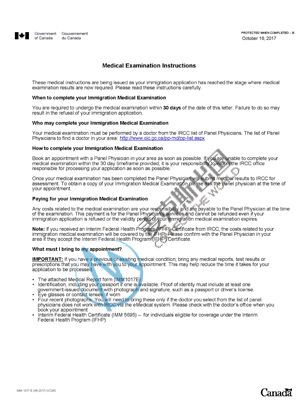 Government of Canada
Gouvernement du Canada
PROTECTED WHEN COMPLETED - B
October 16, 2017
Medical Examination Instructions
These medical instructions are being issued as your immigration application has reached the stage where medical
examination results are now required. Please read these instructions carefully.
When to complete your Immigration Medical Examination
You are required to undergo the medical examination within 30 days of the date of this letter. Failure to do so may
result in the refusal of your immigration application.
Who may complete your Immigration Medical Examination
Your medical examination must be performed by a doctor from the IRCC list of Panel Physicians. The list of Panel
Physicians to find a doctor in your area: http://www.cic.gc.ca/pp-md/pp-list.aspx
How to complete your Immigration Medical Examination
Book an appointment with a Panel Physician in your area as soon as possible. If you are unable to complete your
medical examination within the 30 day timeframe provided, it is your responsibility to notify the IRCC office
responsible for processing your application as soon as possible.
Once your medical examination has been completed the Panel Physician will submit medical results to IRCC for
assessment. To obtain a copy of your Immigration Medical Examination please ask the panel physician at the time of
your appointment.
Paying for your Immigration Medical Examination
Any costs related to the medical examination are your responsibility and are payable to the Panel Physician at the time
of the examination. This payment is for the Panel Physician's services and cannot be refunded even if your
immigration application is refused or the validity period of your immigration medical examination expires.
Note: If you received an Interim Federal Health Program (IFHP) Certificate from IRCC, the costs related to your
immigration medical examination will be covered by the IFHP. Please confirm with the Panel Physician in your
area if they accept the Interim Federal Health Program (IFHP) Certificate.
What must I bring to my appointment?
IMPORTANT: If you have a previous / existing medical condition, bring any medical reports, test results or
prescriptions that you may have with you to your appointment. This may help reduce the time it takes for your
application to be processed.
• The attached Medical Report form (IMM1017E)
• Identification, including your passport if one is available. Proof of identity must include at least one
government-issued document with photograph and signature, such as a passport or driver's license
• Eye glasses or contact lenses, if worn
• Four recent photographs. You will need to bring these only if the doctor you select from the list of panel
physicians does not work with IRCC via the eMedical system. Please check with the doctor's office when you
book your appointment
• Interim Federal Health Certificate (IMM 5695) -- for individuals eligible for coverage under the Interim
Federal Health Program (IFHP)
Canada